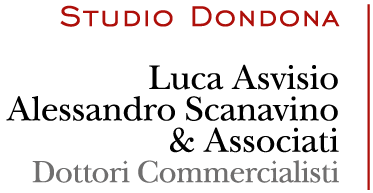 STUDIO DONDONA
Luca Asvisio
Alessandro Scanavino
& Associati
Dottori Commercialisti